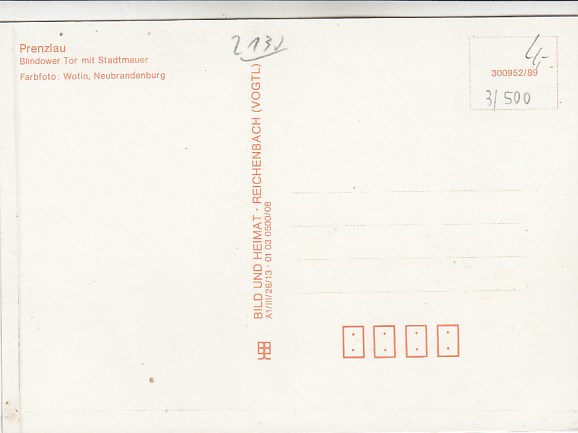 Prenzlau
Blindower Tor mit Stadtmauer
Farbfoto: Wotin, Neubrandenburg
BILD UND HEIMAT · REICHENBACH (VOGTL)
A1/III/26/13 · 01 03 0500/08
4,-
300952/89
3/500